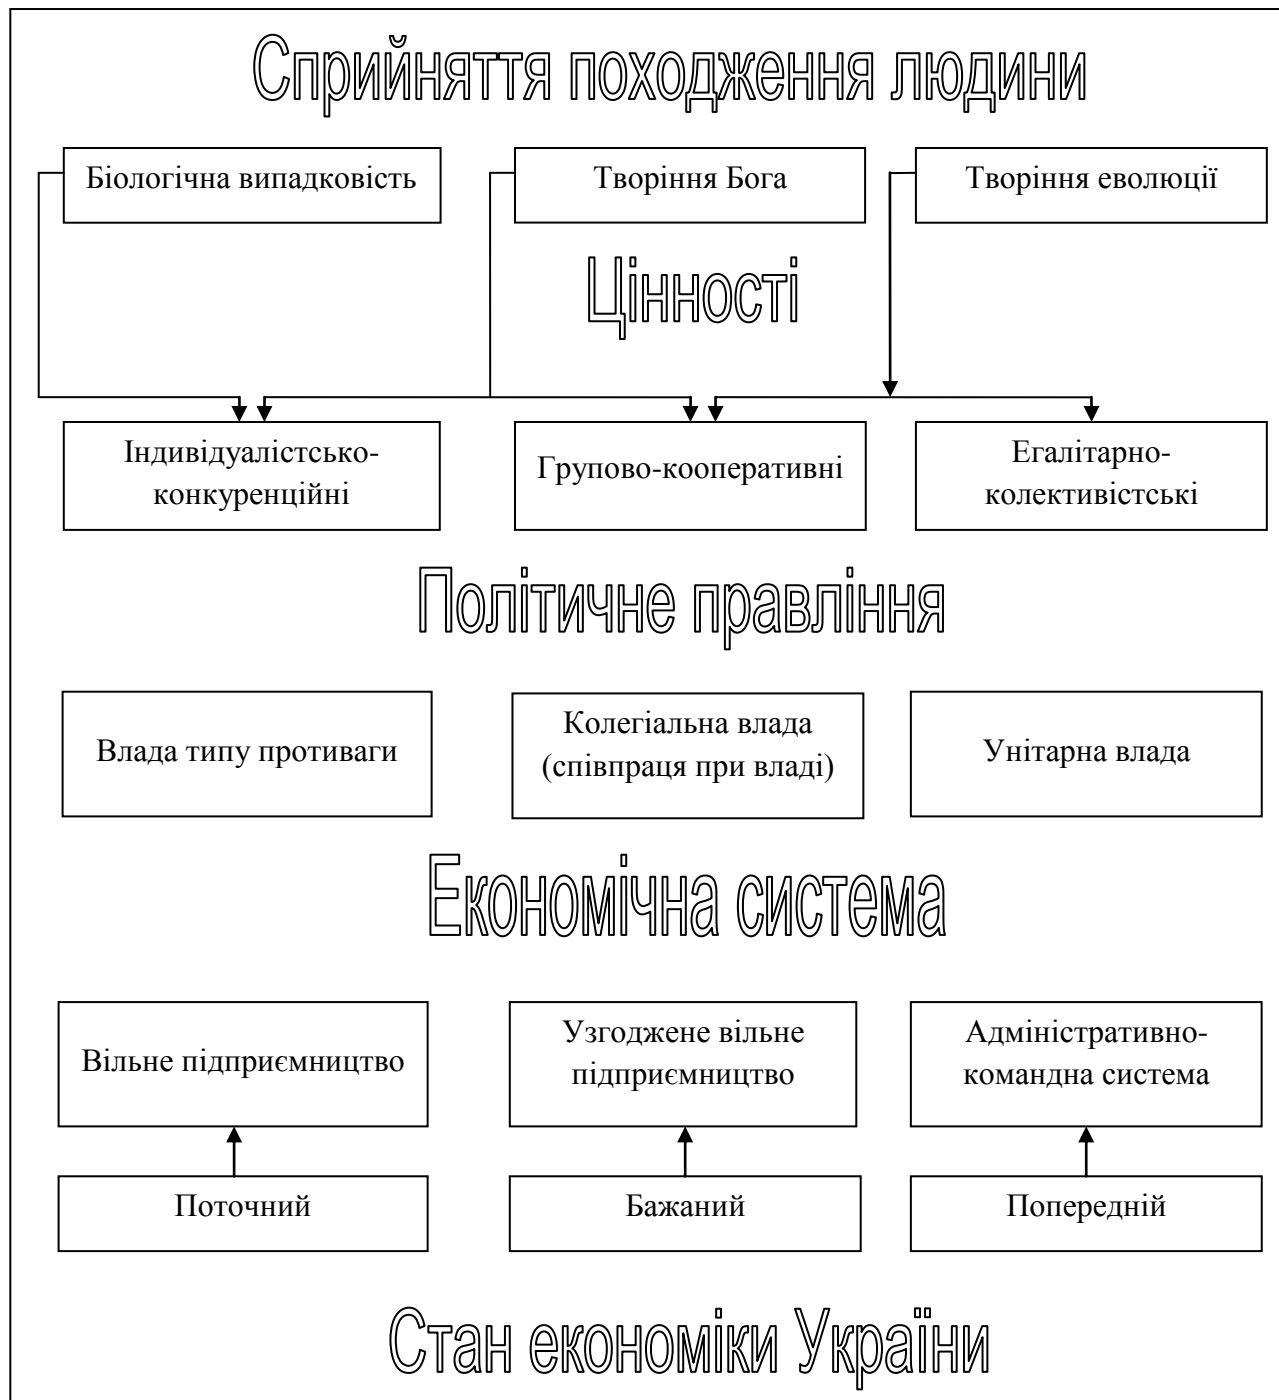 Сприйняття походження людини
Біологічна випадковість
Творіння Бога
Творіння еволюції
Цінності
Індивідуалістсько-
конкуренційні
Групово-кооперативні
Егалітарно-
колективістські
Політичне правління
Влада типу противаги
Колегіальна влада
(співпраця при владі)
Унітарна влада
Економічна система
Вільне підприємництво
Узгоджене вільне
підприємництво
Адміністративно-
командна система
Поточний
Бажаний
Попередній
Стан економіки України